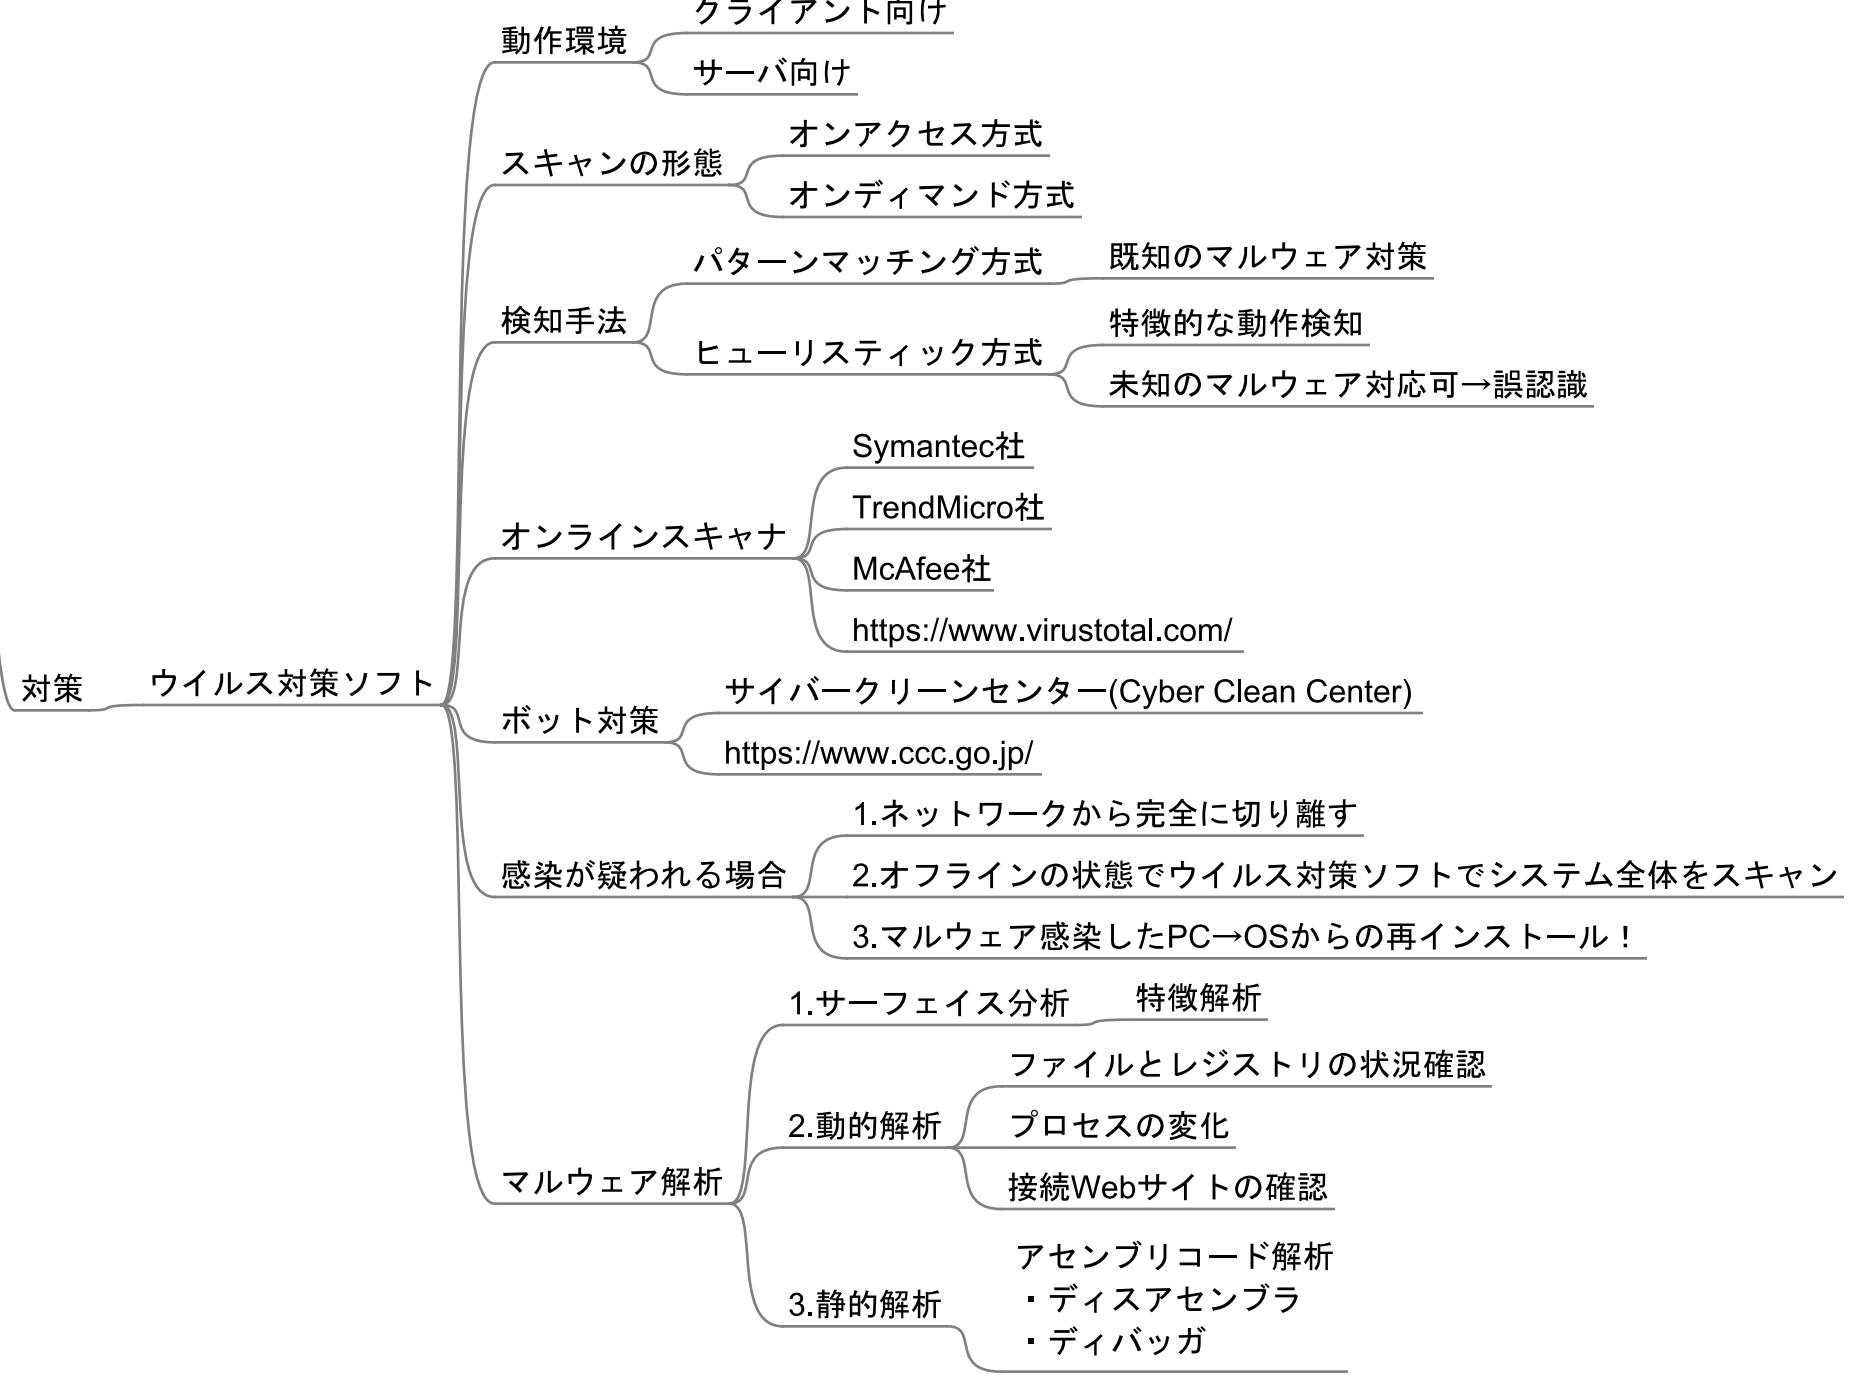 対策
ウイルス対策ソフト
動作環境
クライアント向け
サーバ向け
スキャンの形態
オンアクセス方式
オンディマンド方式
検知手法
パターンマッチング方式
既知のマルウェア対策
ヒューリスティック方式
特徴的な動作検知
未知のマルウェア対応可→誤認識
オンラインスキャナ
Symantec社
TrendMicro社
McAfee社
https://www.virustotal.com/
ボット対策
サイバークリーンセンター(Cyber Clean Center)
https://www.ccc.go.jp/
感染が疑われる場合
1.ネットワークから完全に切り離す
2.オフラインの状態でウイルス対策ソフトでシステム全体をスキャン
3.マルウェア感染したPC→OSからの再インストール！
マルウェア解析
1.サーフェイス分析
特徴解析
2.動的解析
ファイルとレジストリの状況確認
プロセスの変化
接続Webサイトの確認
3.静的解析
アセンブリコード解析
・ディスアセンブラ
・ディバッガ